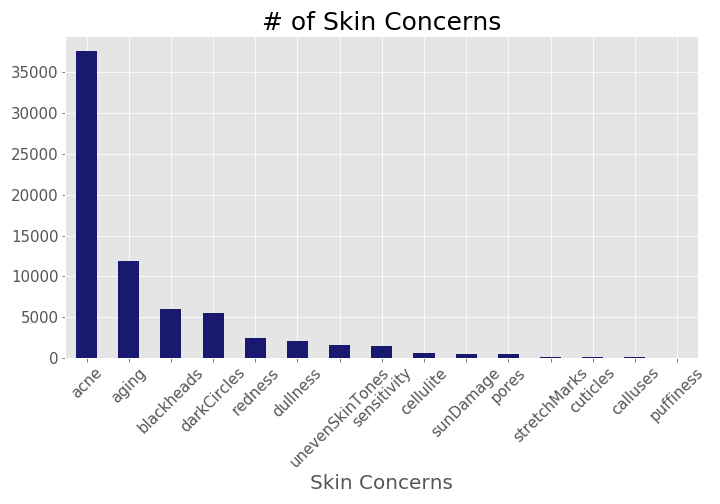 # of Skin Concerns
35000
30000
25000
20000
15000
10000
5000
0
acne
aging
blackheads
darkCircles
redness
dullness
unevenSkinTones
sensitivity
cellulite
sunDamage
pores
stretchMarks
cuticles
calluses
puffiness
Skin Concerns